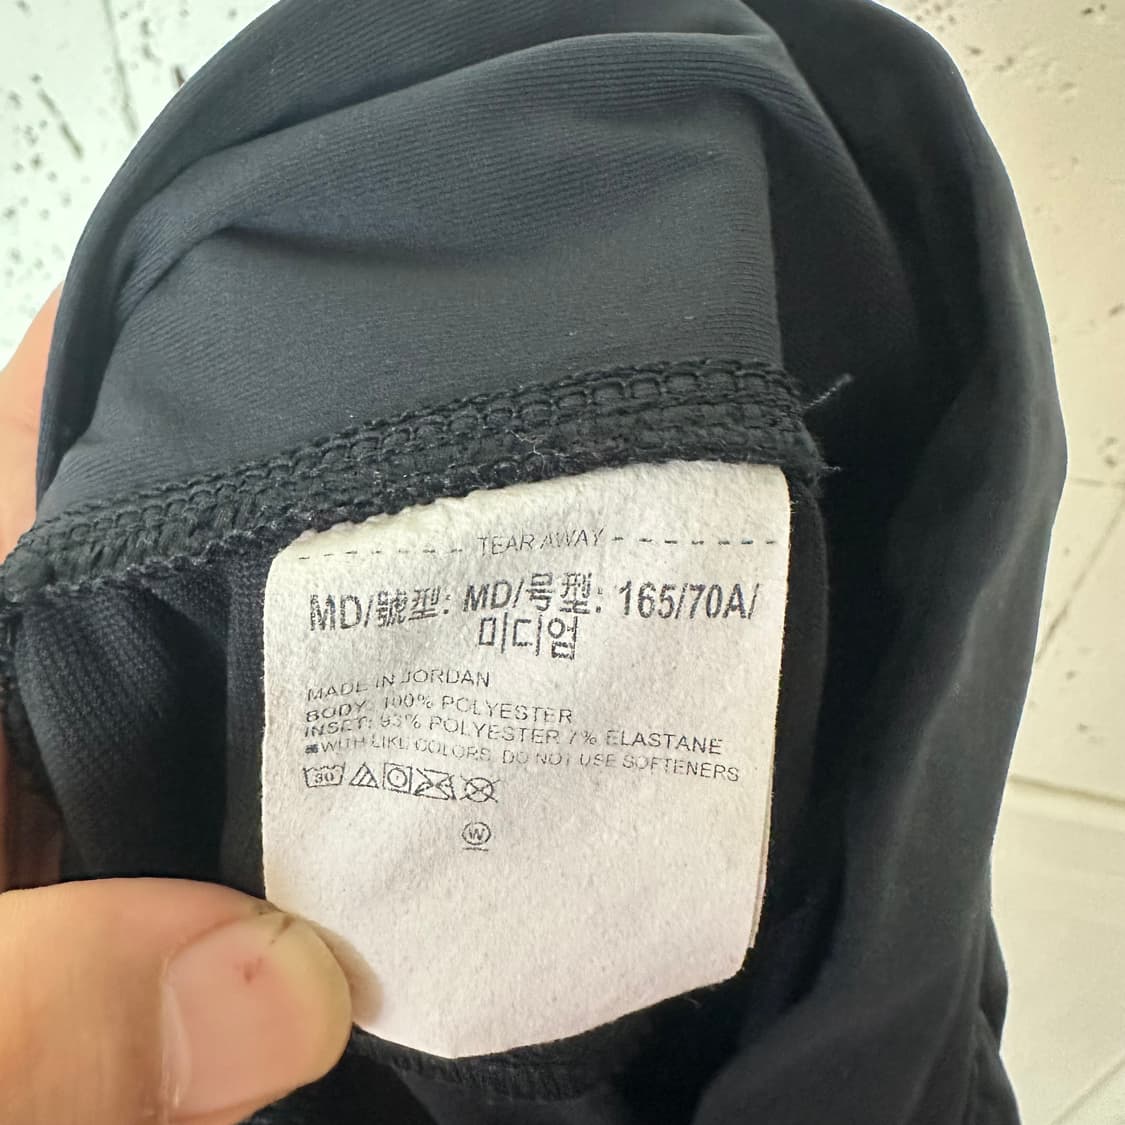 TEAR AWAY
MD/號型: MD/号型: 165/70A/
미디엄
MADE IN JORDAN
BODY: 100% POLYESTER
INSET: 93% POLYESTER 7% ELASTANE
WITH LIKE COLORS. DO NOT USE SOFTENERS
30
W